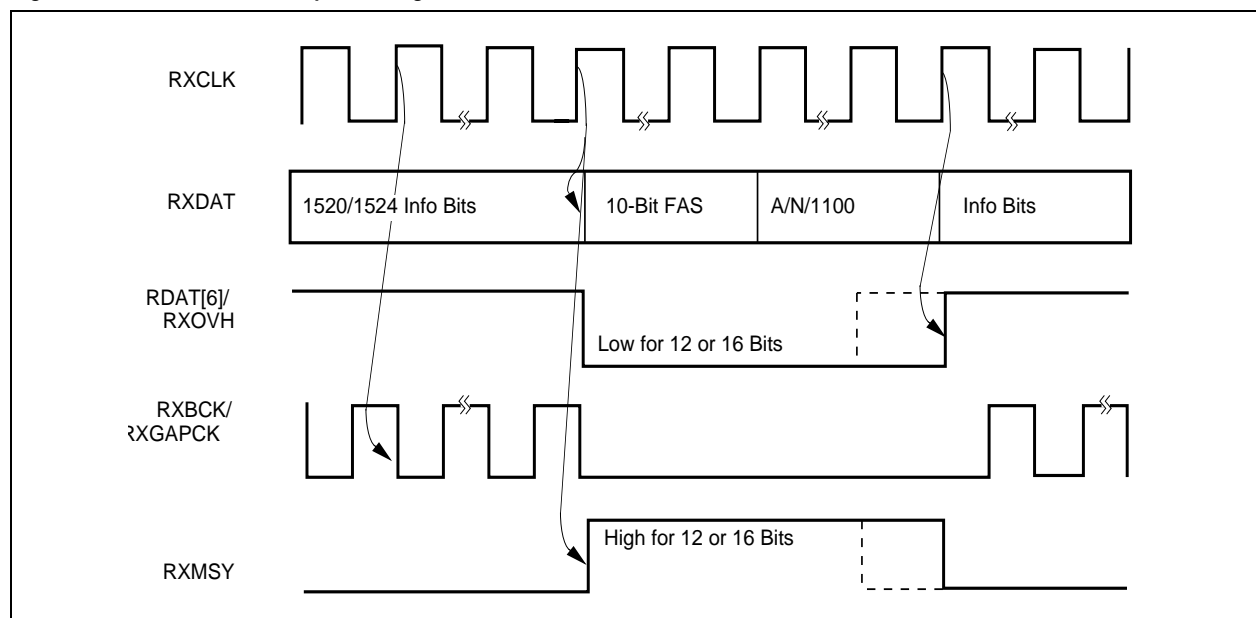 RXCLK
RXDAT
1520/1524 Info Bits
10-Bit FAS
A/N/1100
Info Bits
RDAT[6]/
RXOVH
Low for 12 or 16 Bits
RXBCK/
RXGAPCK
High for 12 or 16 Bits
RXMSY